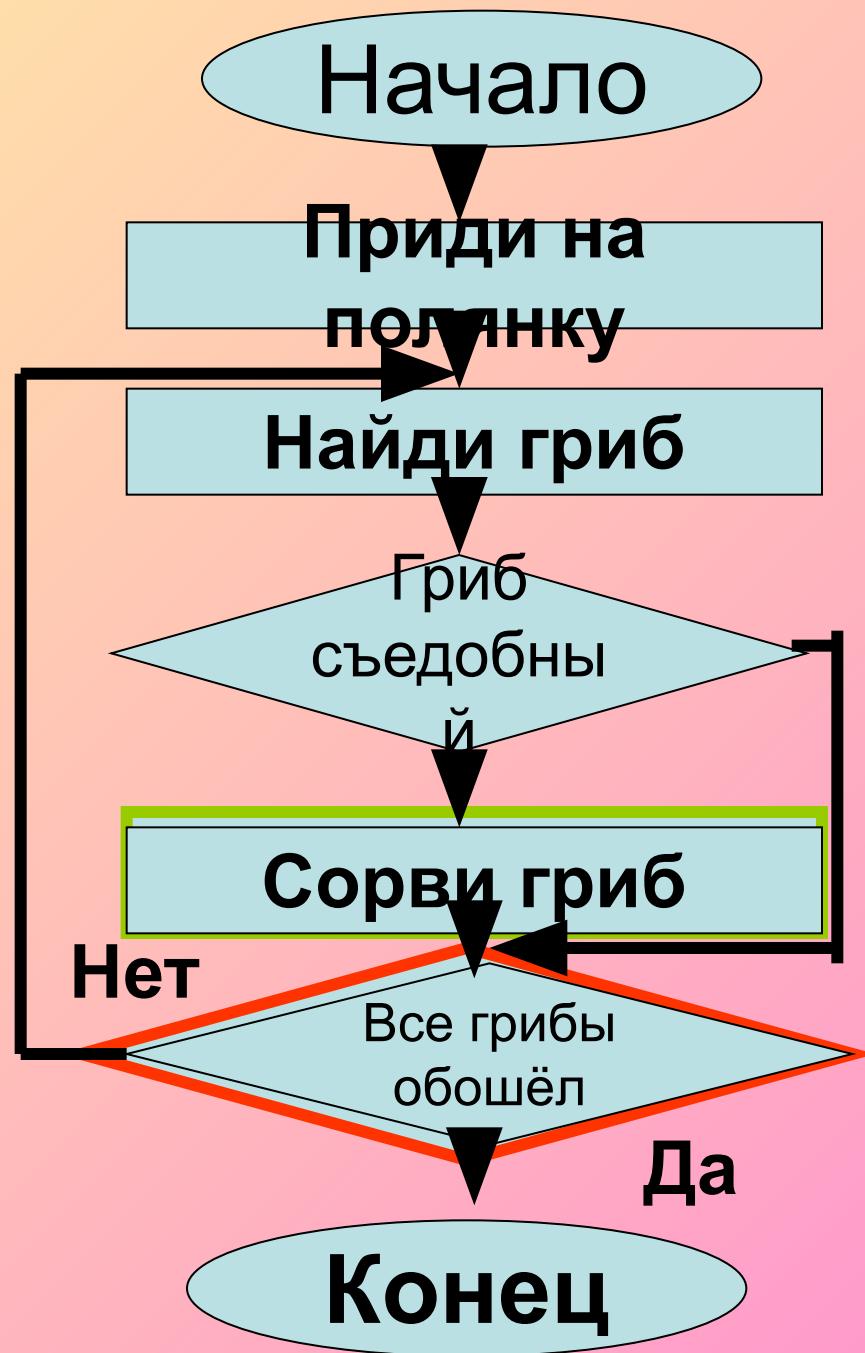 Начало
Приди на
полянку
Найди гриб
Гриб
съедобны
й
Сорви гриб
Нет
Все грибы
обошёл
Да
Конец